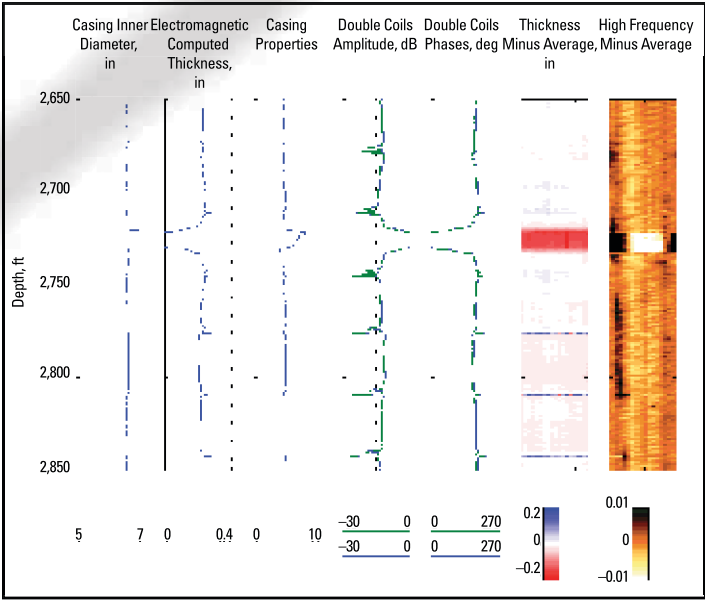 Casing Inner Electromagnetic Casing Double Coils Double Coils Thickness High Frequency
Diameter, Computed Properties Amplitude, dB Phases, deg Minus Average, Minus Average
in Thickness, in
in
2,650
2,700
2,750
2,800
2,850
Depth, ft
5 7 0 0.4 0 10
–30 0 0 270
–30 0 0 270
0.2
0
–0.2
0.01
0
–0.01